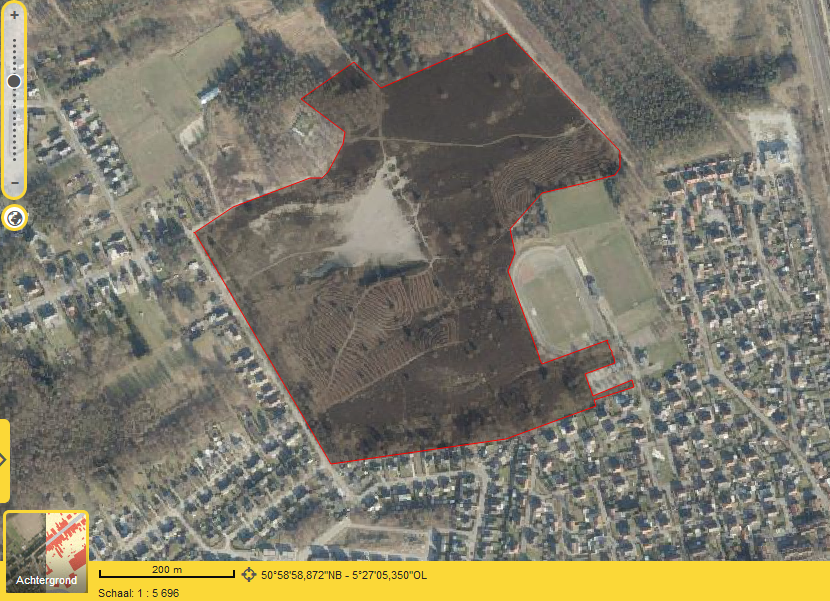 +
−
Achtergrond
200 m
50°58'58,872"NB - 5°27'05,350"OL
Schaal: 1 : 5 696